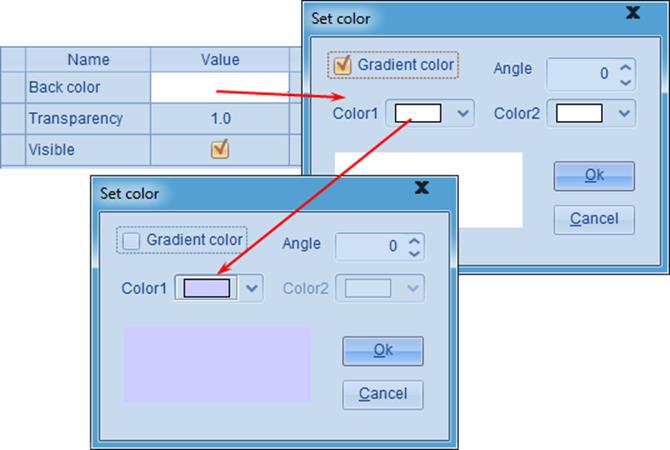 Set color
Gradient color
Angle 0
Color1 Color2
Ok
Cancel
Name Value
Back color
Transparency 1.0
Visible
Set color
Gradient color
Angle 0
Color1 Color2
Ok
Cancel